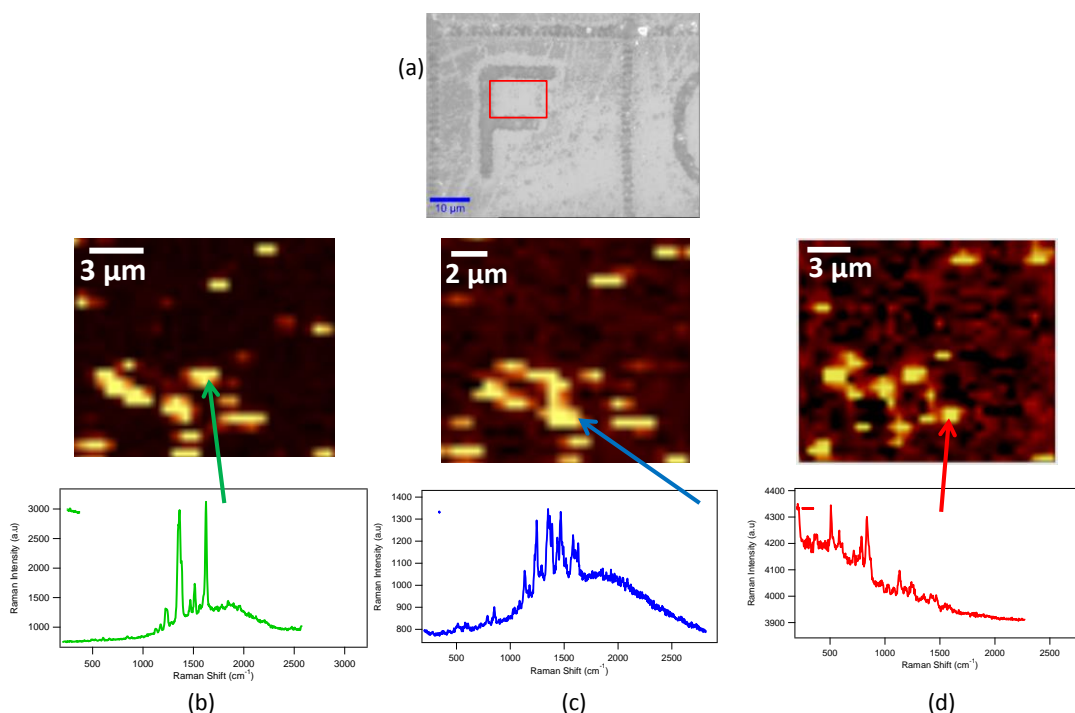 (a)
10 µm
3 µm
2 µm
3 µm
3000
2000
1000
Raman Intensity (a.u)
500
1000
1500
2000
2500
3000
Raman Shift (cm-1)
1400
1300
1200
1100
1000
900
800
Raman Intensity (a.u)
500
1000
1500
2000
2500
Raman Shift (cm-1)
4400
4300
4200
4100
4000
3900
Raman Intensity (a.u)
500
1000
1500
2000
2500
Raman Shift (cm-1)
(b)
(c)
(d)